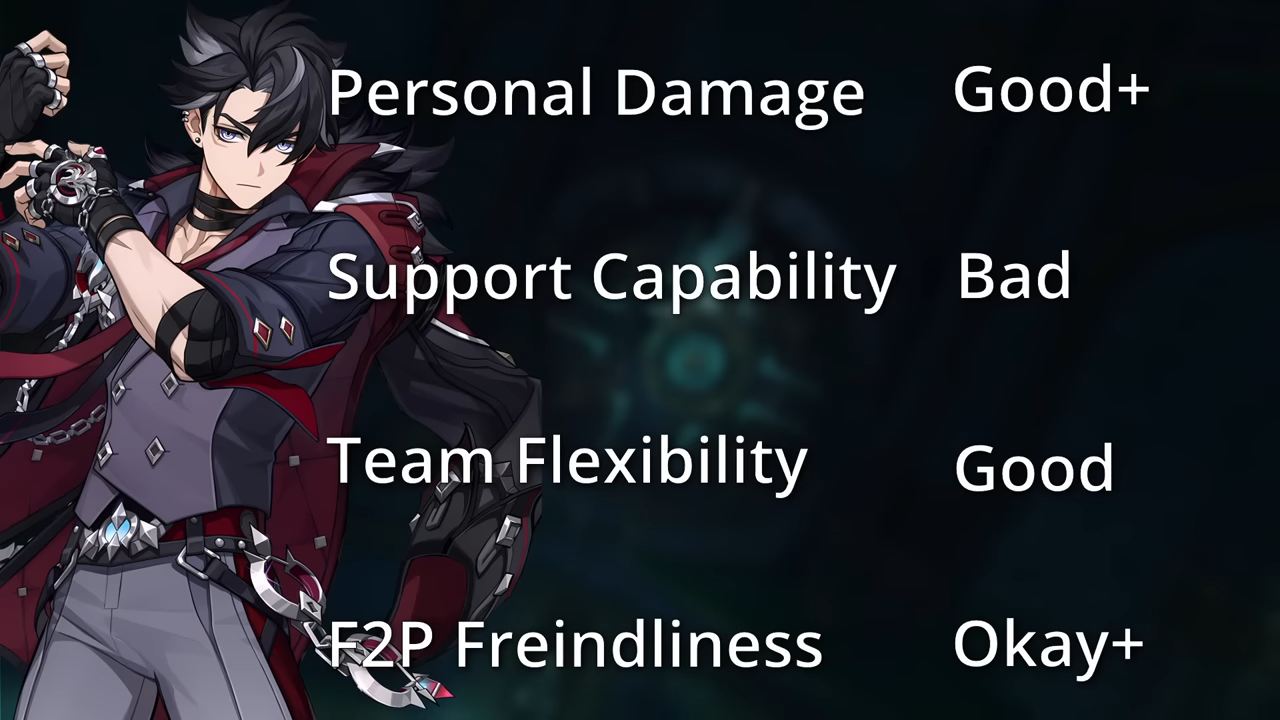 Personal Damage Good+
Support Capability Bad
Team Flexibility Good
F2P Freindliness Okay+